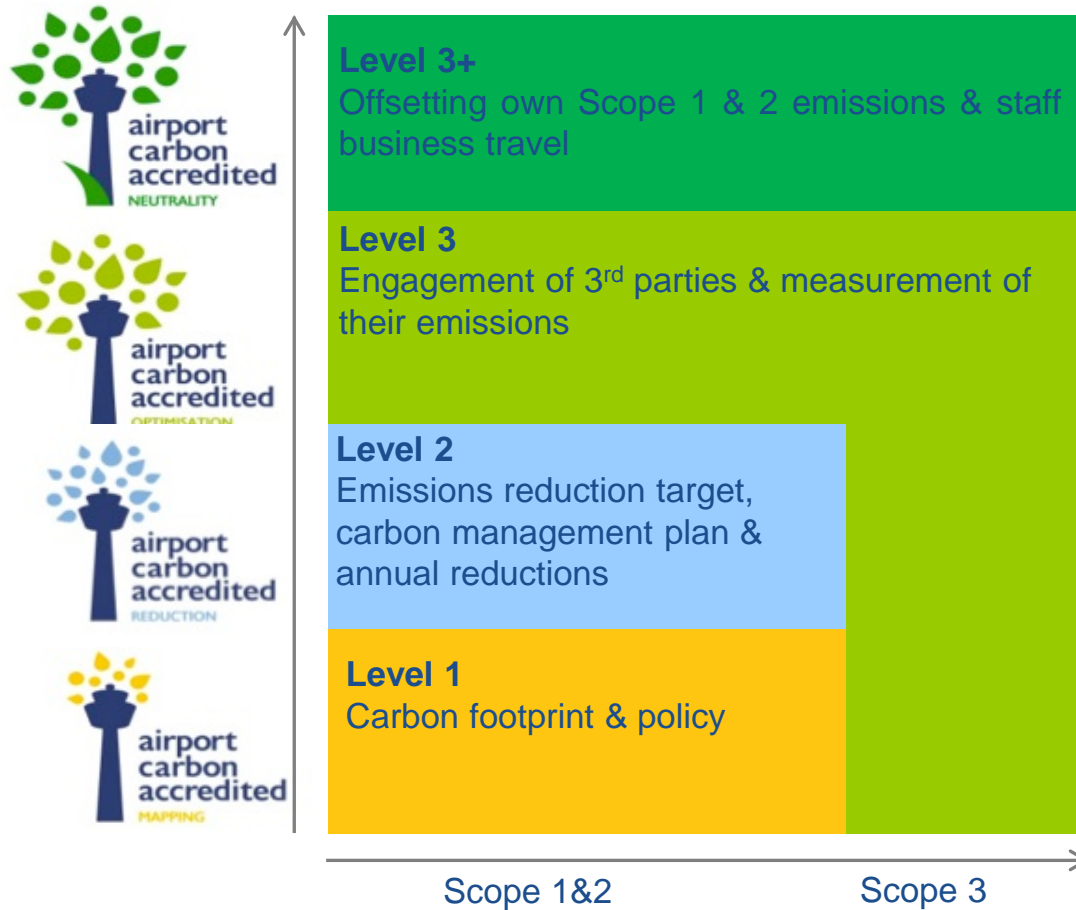 airport
carbon
accredited
NEUTRALITY
Level 3+
Offsetting own Scope 1 & 2 emissions & staff
business travel
airport
carbon
accredited
OPTIMISATION
Level 3
Engagement of 3rd parties & measurement of
their emissions
airport
carbon
accredited
REDUCTION
Level 2
Emissions reduction target,
carbon management plan &
annual reductions
airport
carbon
accredited
MAPPING
Level 1
Carbon footprint & policy
Scope 1&2
Scope 3